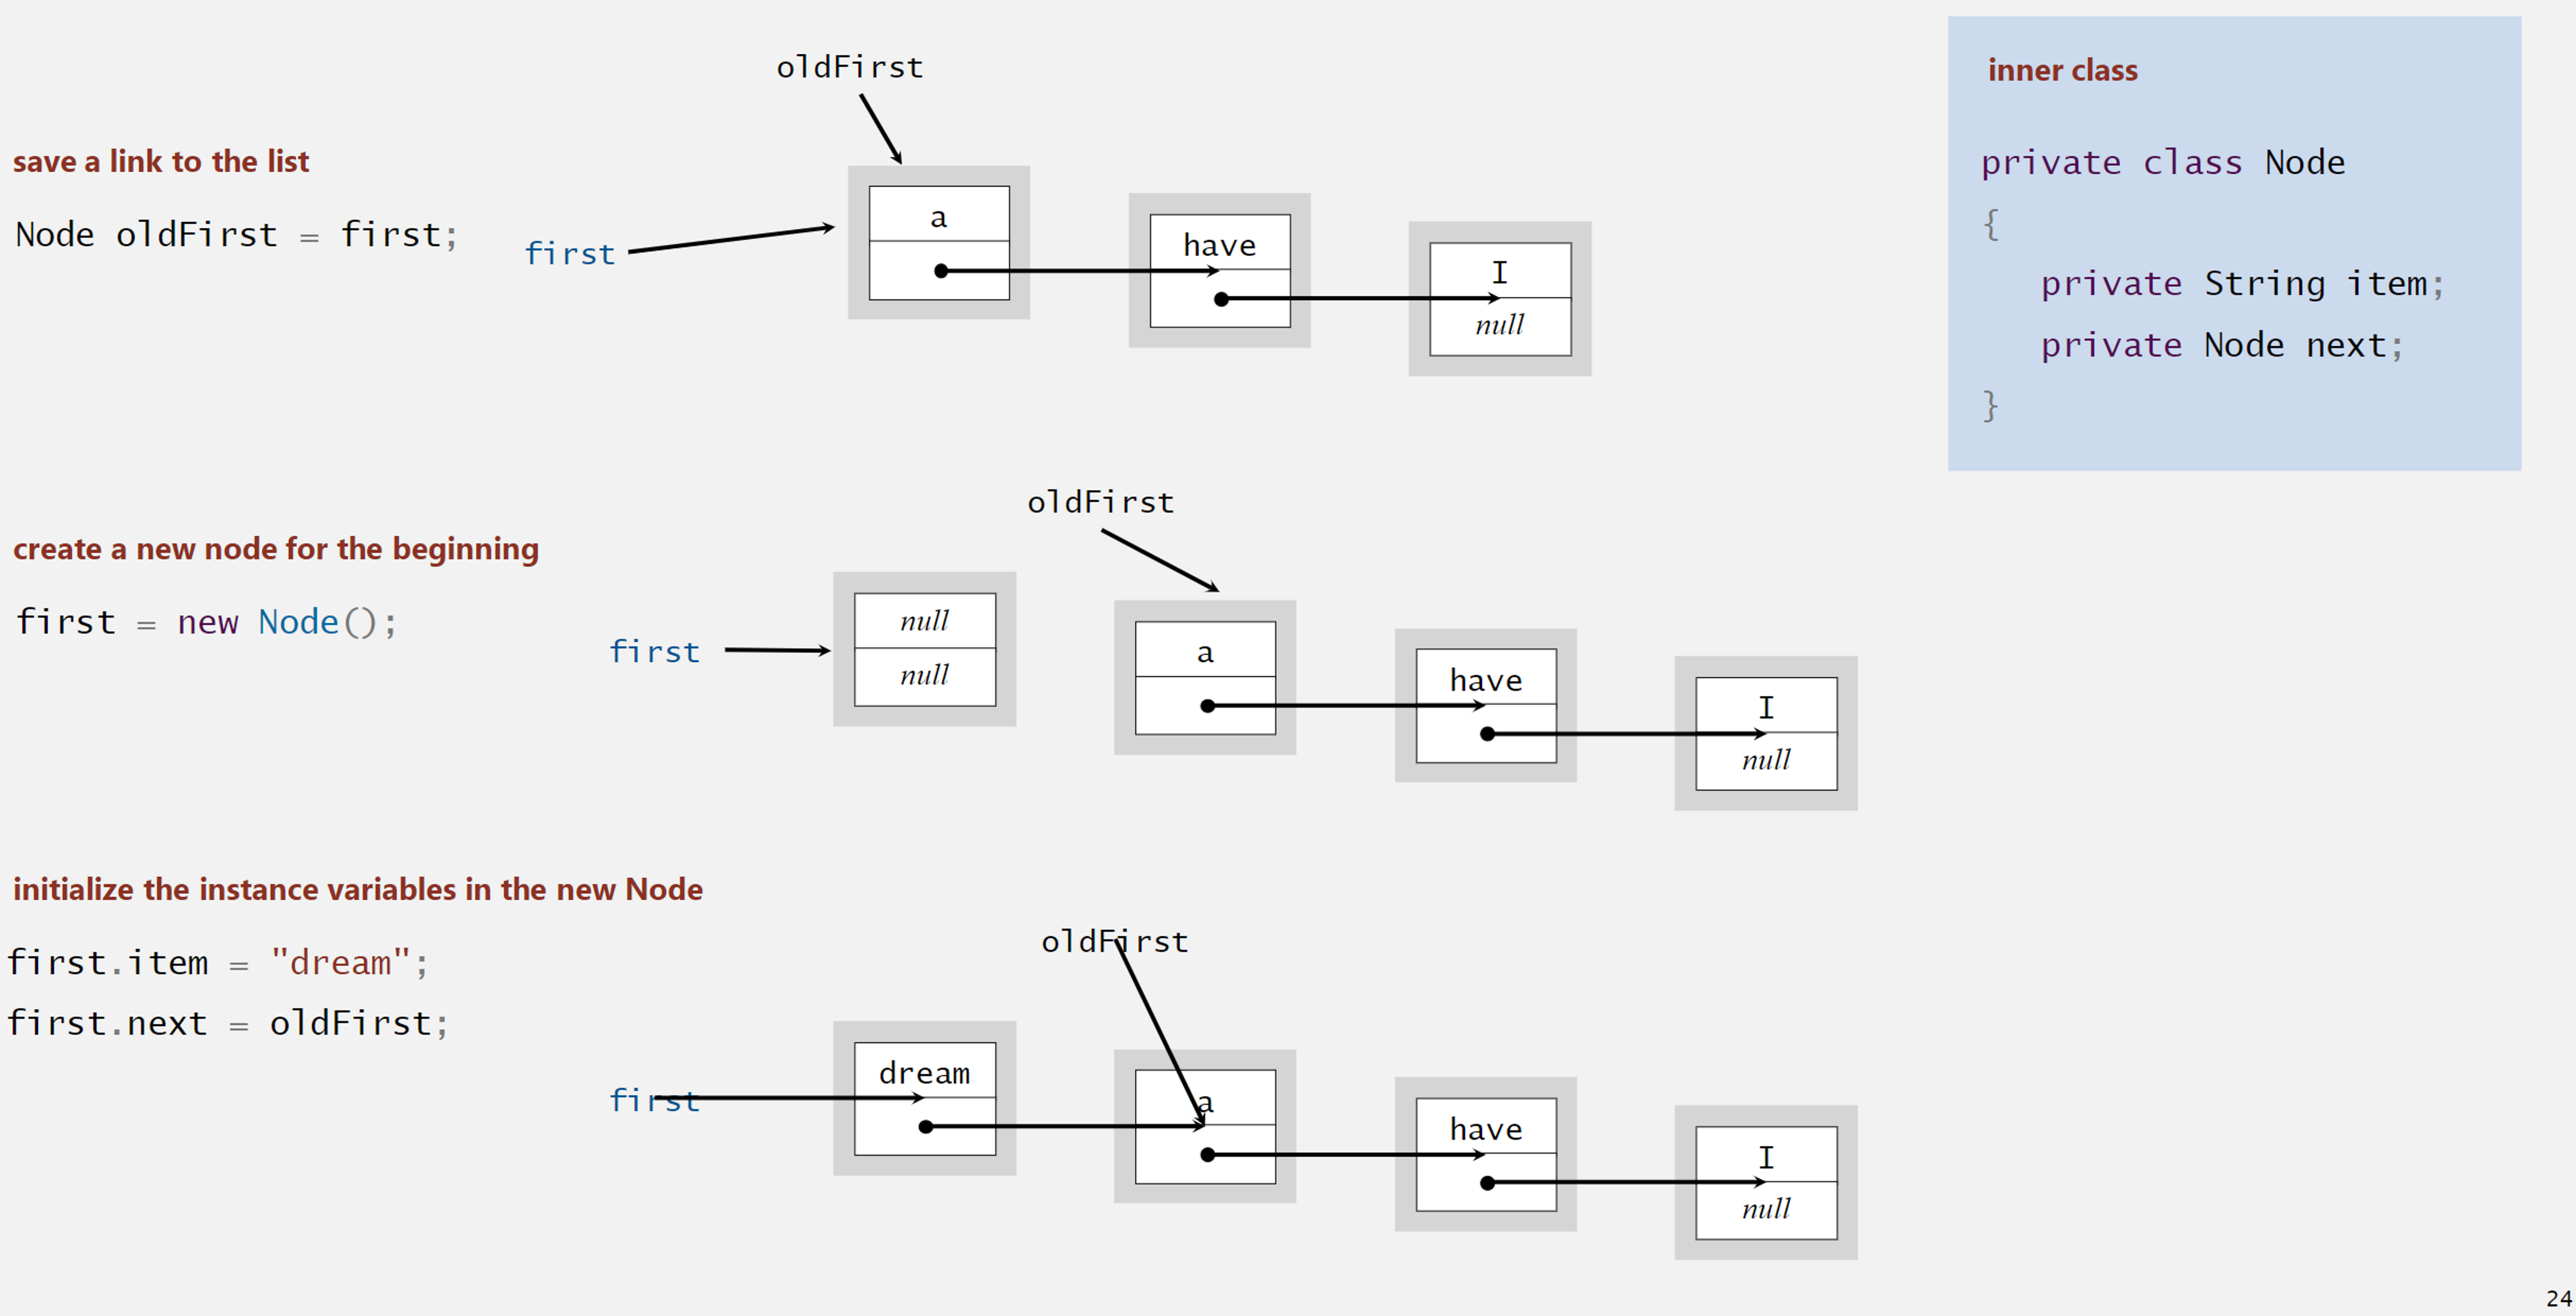 oldFirst
save a link to the list
Node oldFirst = first;
first
a
have
I
null
inner class
private class Node
{
private String item;
private Node next;
}
oldFirst
create a new node for the beginning
first = new Node();
first
null
null
a
have
I
null
initialize the instance variables in the new Node
first.item = "dream";
first.next = oldFirst;
oldFirst
first
dream
a
have
I
null
24